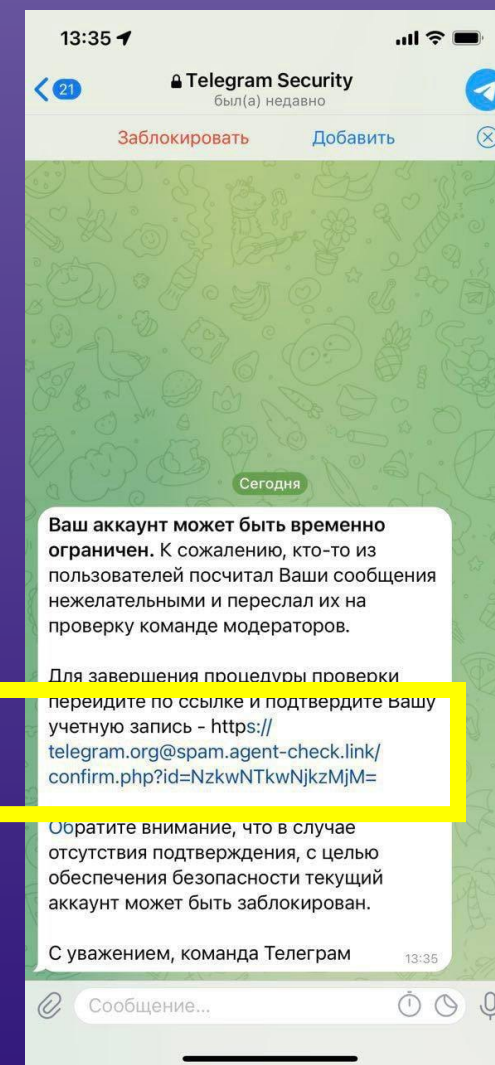 13:35
21
Telegram Security
был(а) недавно
Заблокировать
Добавить
Сегодня
Ваш аккаунт может быть временно
ограничен. К сожалению, кто-то из
пользователей посчитал Ваши сообщения
нежелательными и переслал их на
проверку команде модераторов.
Для завершения процедуры проверки
перейдите по ссылке и подтвердите Вашу
учетную запись - https://
telegram.org@spam.agent-check.link/
confirm.php?id=NzkwNTkwNjkzMjM=
Обратите внимание, что в случае
отсутствия подтверждения, с целью
обеспечения безопасности текущий
аккаунт может быть заблокирован.
С уважением, команда Телеграм
13:35
Сообщение...